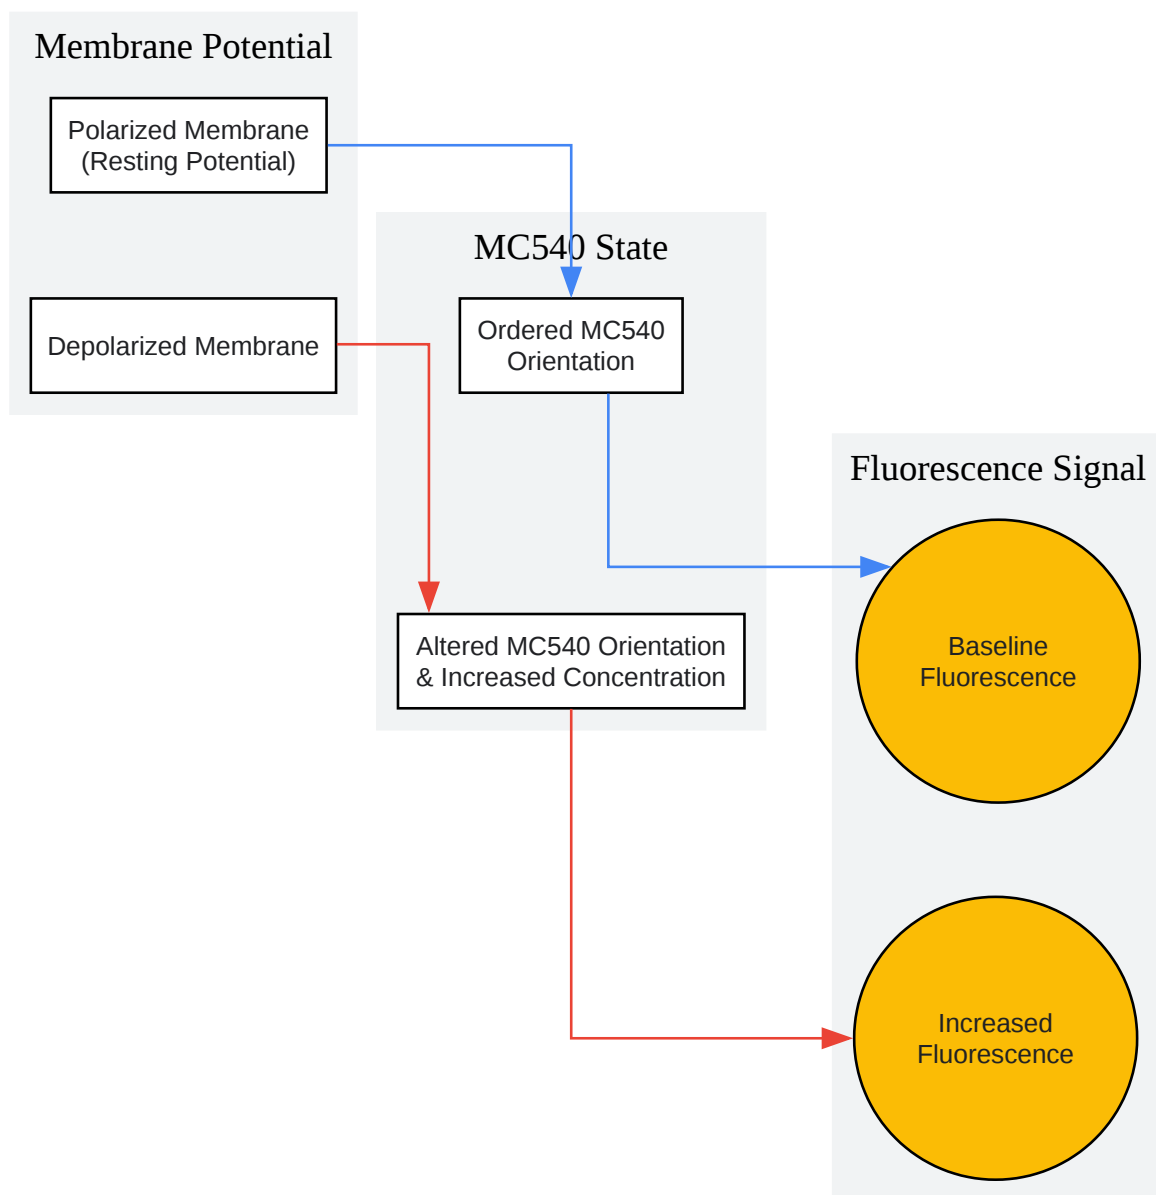 Membrane Potential
Polarized Membrane
(Resting Potential)
Depolarized Membrane
MC540 State
Ordered MC540
Orientation
Altered MC540 Orientation
& Increased Concentration
Fluorescence Signal
Baseline
Fluorescence
Increased
Fluorescence